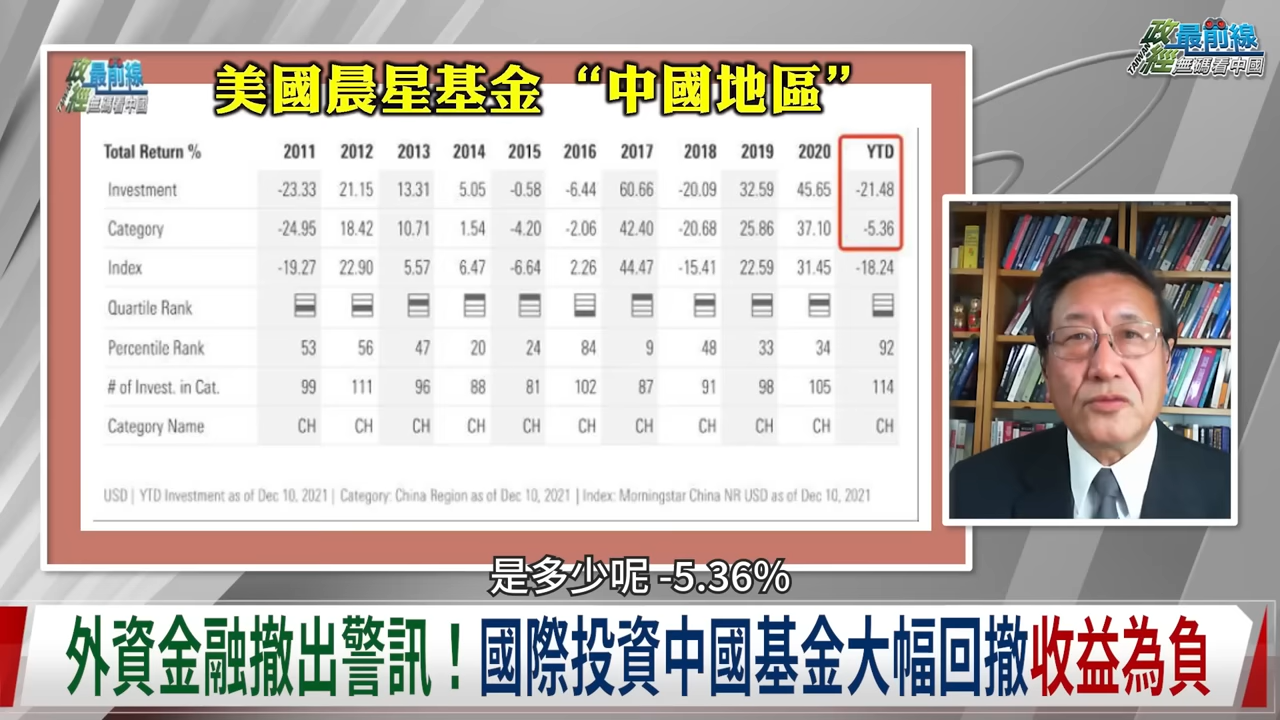 政經最前線
無碼看中國
政經最前線
無碼看中國
美國晨星基金 “中國地區”
Total Return % 2011 2012 2013 2014 2015 2016 2017 2018 2019 2020 YTD
Investment -23.33 21.15 13.31 5.05 -0.58 -6.44 60.66 -20.09 32.59 45.65 -21.48
Category -24.95 18.42 10.71 1.54 -4.20 -2.06 42.40 -20.68 25.86 37.10 -5.36
Index -19.27 22.90 5.57 6.47 -6.64 2.26 44.47 -15.41 22.59 31.45 -18.24
Quartile Rank
Percentile Rank 53 56 47 20 24 84 9 48 33 34 92
# of Invest. in Cat. 99 111 96 88 81 102 87 91 98 105 114
Category Name CH CH CH CH CH CH CH CH CH CH CH
USD | YTD Investment as of Dec 10, 2021 | Category: China Region as of Dec 10, 2021 | Index: Morningstar China NR USD as of Dec 10, 2021
是多少呢 -5.36%
外資金融撤出警訊！國際投資中國基金大幅回撤收益為負